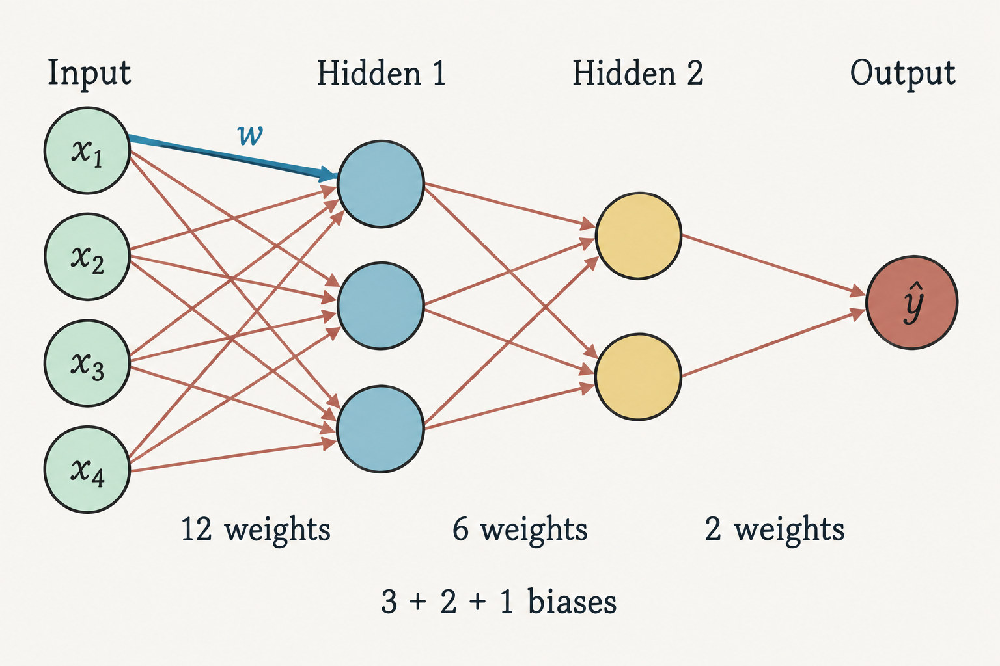 Input Hidden 1 Hidden 2 Output
w
x₁
x₂
x₃
x₄
ŷ
12 weights 6 weights 2 weights
3 + 2 + 1 biases